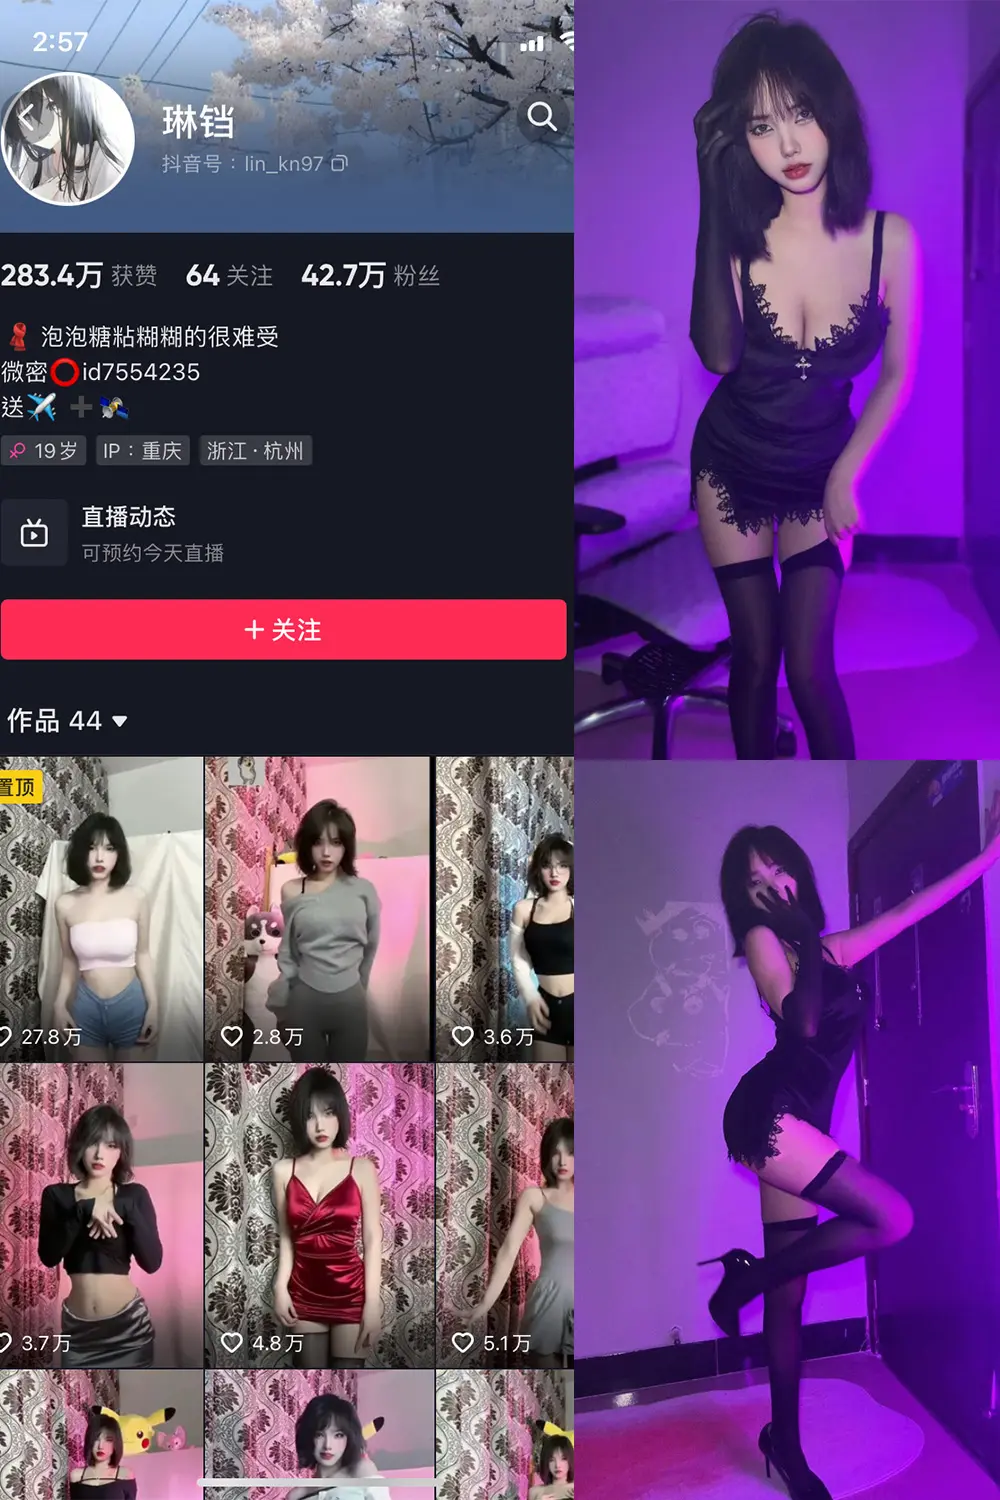 2:57
琳铛
抖音号：lin_kn97
283.4万 获赞 64 关注 42.7万 粉丝
泡泡糖粘糊糊的很难受
微密⭕id7554235
送✈️➕🛰️
19岁 IP：重庆 浙江·杭州
直播动态
可预约今天直播
+ 关注
作品 44
置顶
27.8万
2.8万
3.6万
3.7万
4.8万
5.1万